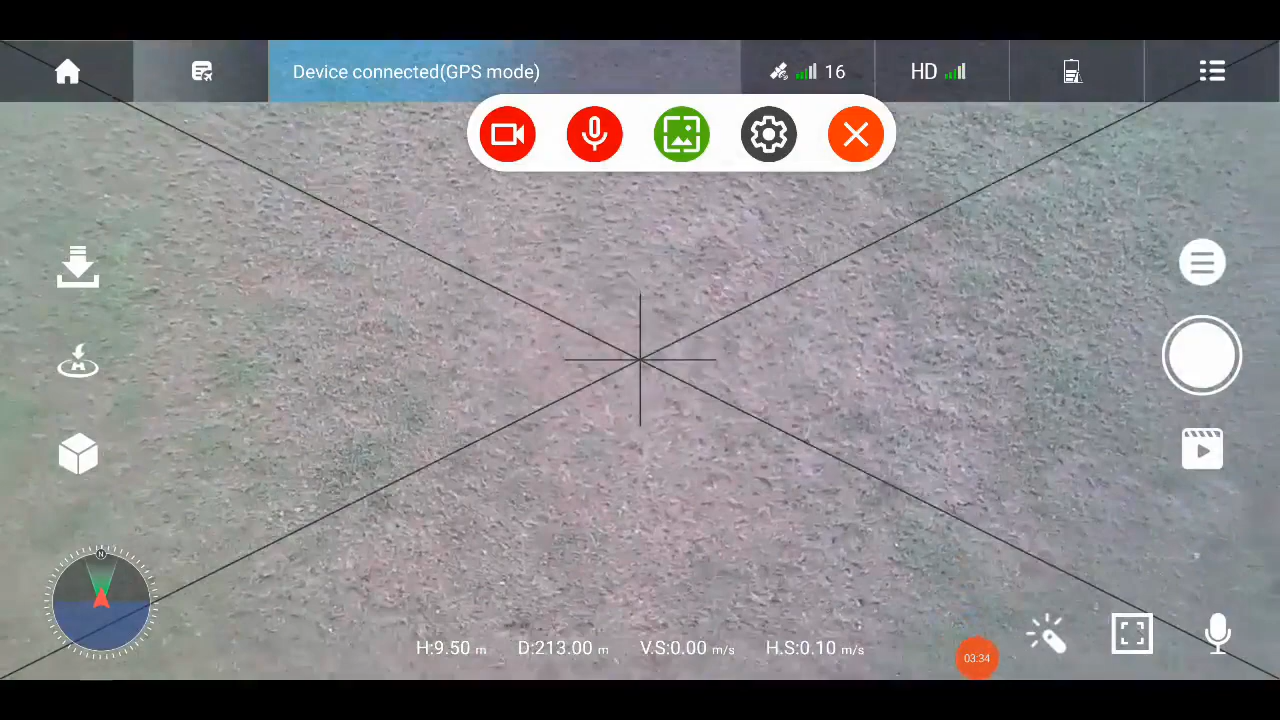 Device connected(GPS mode)
16
HD
N
H:9.50 m D:213.00 m V.S:0.00 m/s H.S:0.10 m/s
03:34